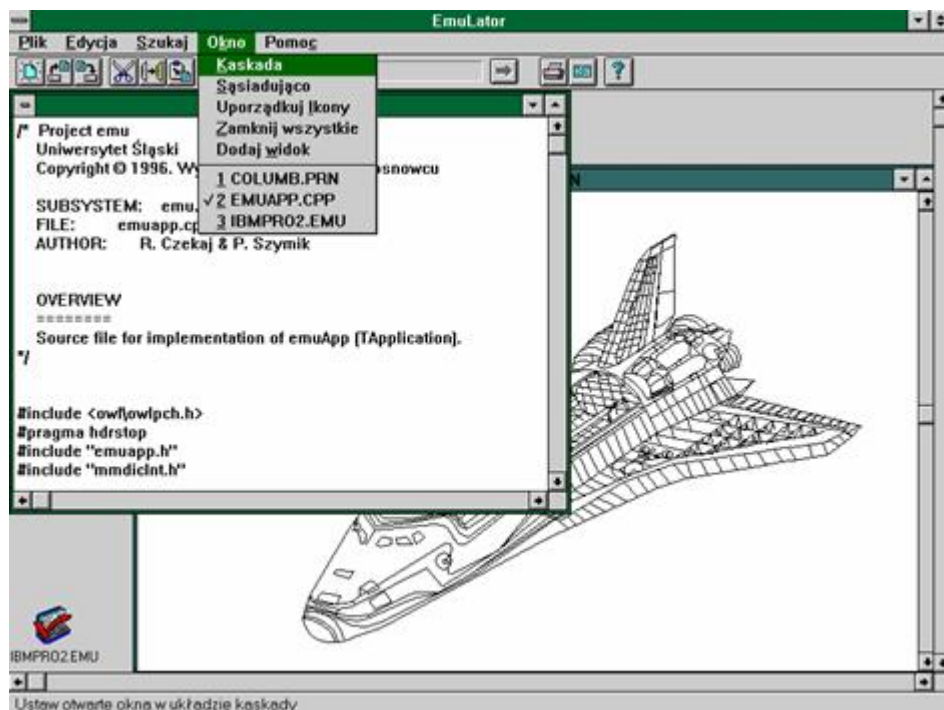 EmuLator
Plik Edycja Szukaj Okno Pomoc
Kaskada
Sąsiadująco
Uporządkuj Ikony
Zamknij wszystkie
Dodaj widok
1 COLUMB.PRN
✓2 EMUAPP.CPP
3 IBMPRO2.EMU
/* Project emu
Uniwersytet Śląski
Copyright © 1996.
SUBSYSTEM: emu.
FILE: emuapp.cp
AUTHOR: R. Czekaj & P. Szymik
OVERVIEW
========
Source file for implementation of emuApp (TApplication).
*/
#include <owl\owlpch.h>
#pragma hdrstop
#include "emuapp.h"
#include "mmdiclnt.h"
IBMPRO2.EMU
Ustaw otwarte okna w układzie kaskady